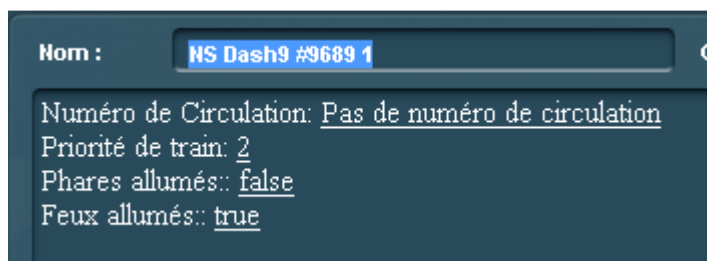 Nom : NS Dash9 #9689 1
Numéro de Circulation: Pas de numéro de circulation
Priorité de train: 2
Phares allumés:: false
Feux allumés:: true